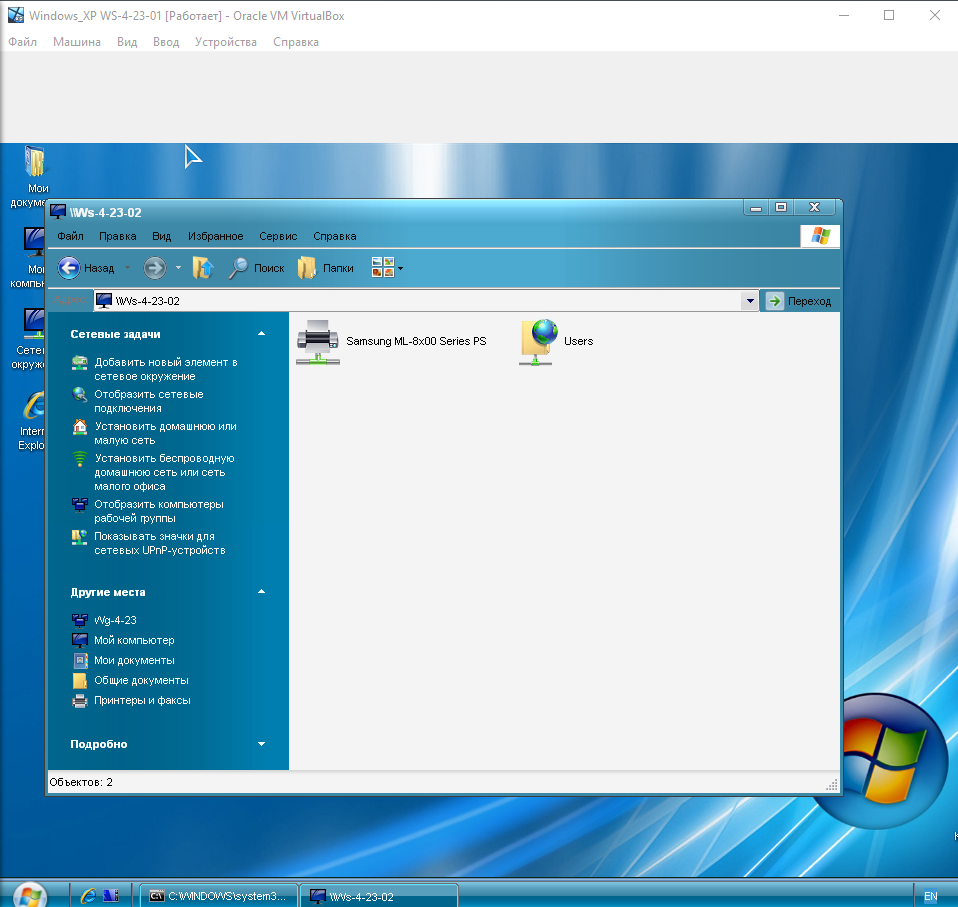 Windows_XP WS-4-23-01 [Работает] - Oracle VM VirtualBox
Файл Машина Вид Ввод Устройства Справка
Мои
докуме
Мо
компь
Сете
окруж
Intern
Explo
\\Ws-4-23-02
Файл Правка Вид Избранное Сервис Справка
Назад Поиск Папки
\\Ws-4-23-02 Переход
Сетевые задачи
Добавить новый элемент в
сетевое окружение
Отобразить сетевые
подключения
Установить домашнюю или
малую сеть
Установить беспроводную
домашнюю сеть или сеть
малого офиса
Отобразить компьютеры
рабочей группы
Показывать значки для
сетевых UPnP-устройств
Другие места
Wg-4-23
Мой компьютер
Мои документы
Общие документы
Принтеры и факсы
Подробно
Samsung ML-8x00 Series PS
Users
Объектов: 2
C:\WINDOWS\system3...
\\Ws-4-23-02
EN